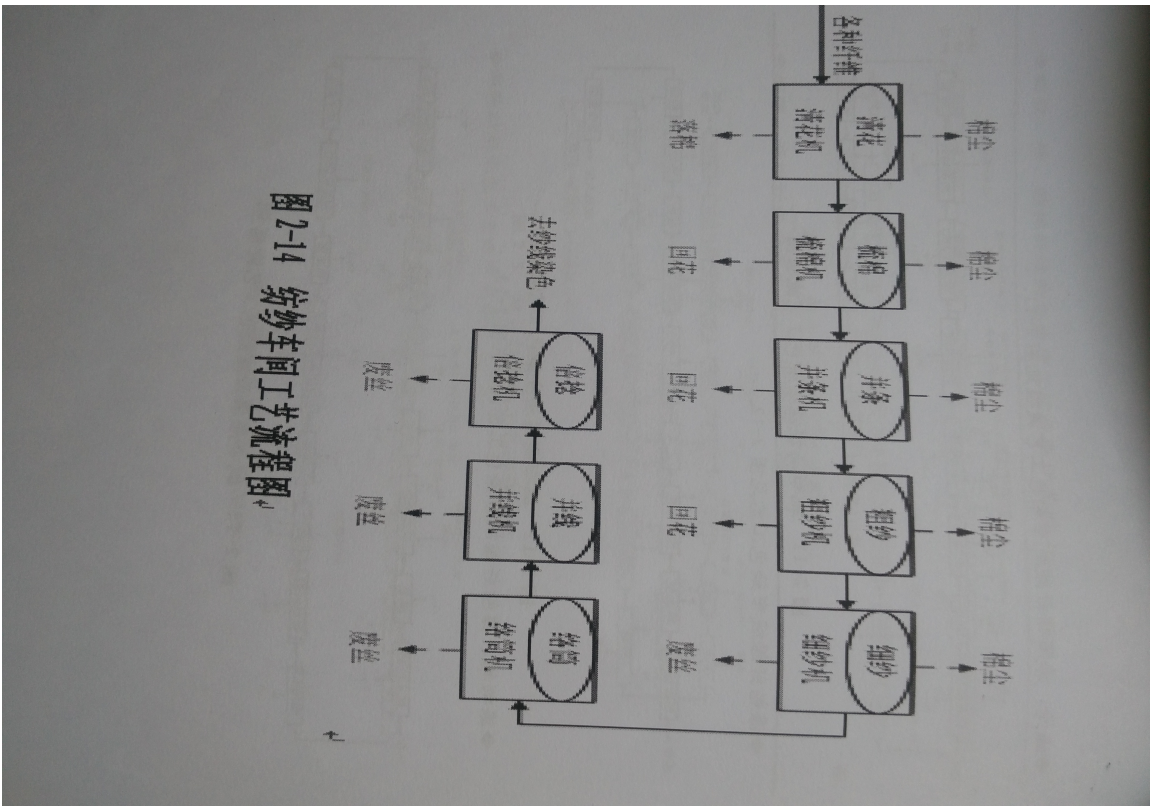 各种纤维
棉尘
棉尘
棉尘
棉尘
棉尘
清花
梳棉
并条
粗纱
细纱
清花机
梳棉机
并条机
粗纱机
细纱机
落棉
回花
回花
回花
废丝
去纱线染色
倍捻
并线
络筒
倍捻机
并线机
络筒机
废丝
废丝
废丝
图2-14 纺纱车间工艺流程图